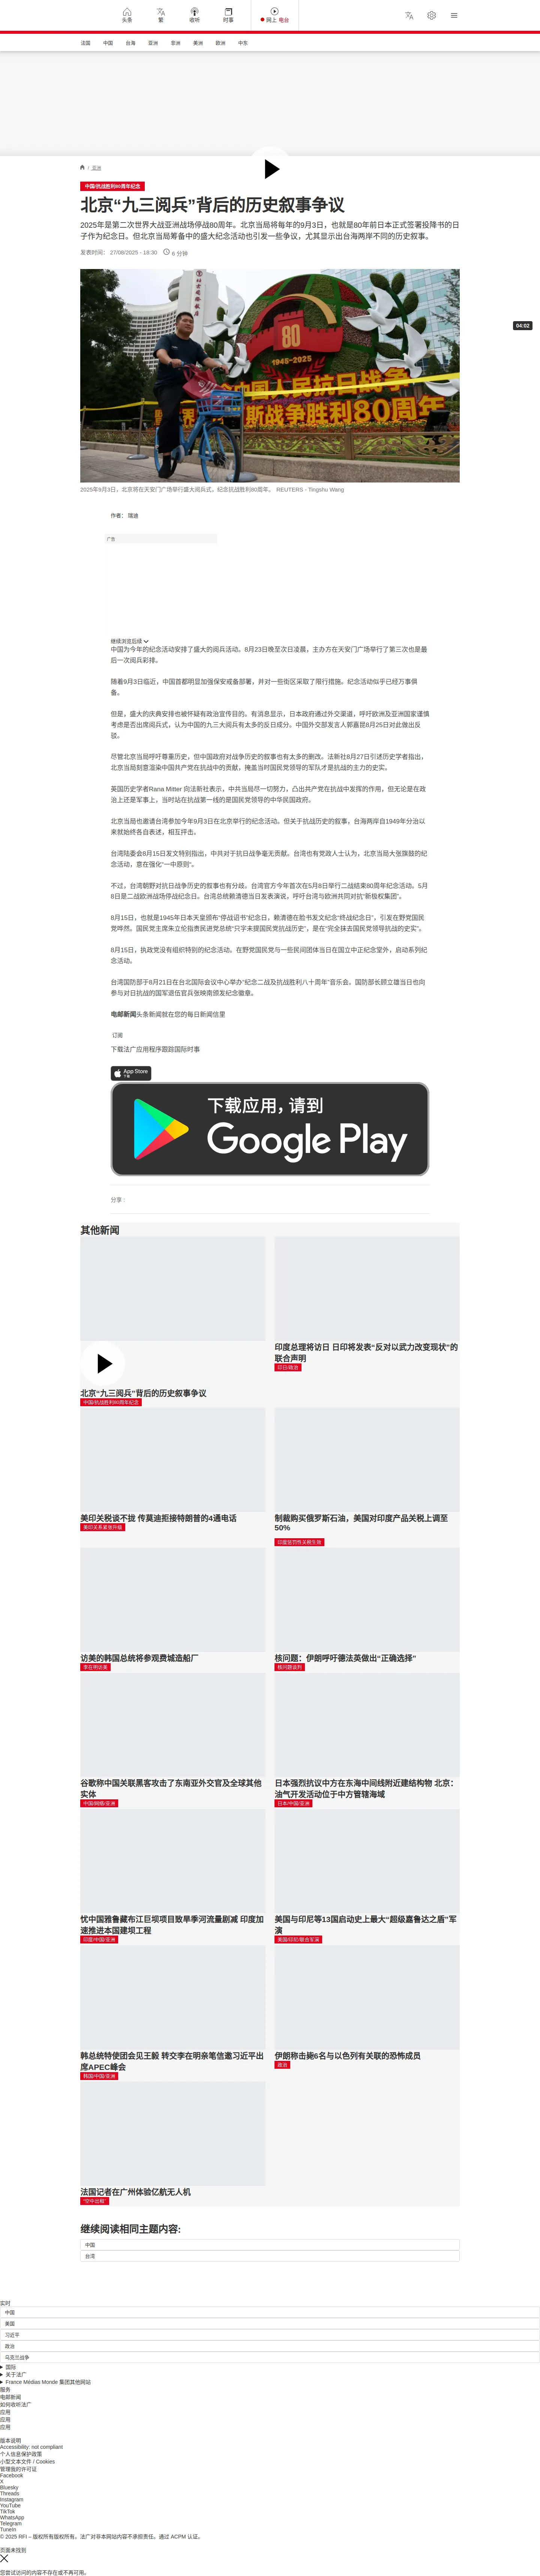 头条
繁
收听
时事
网上 电台
法国
中国
台海
亚洲
非洲
美洲
欧洲
中东
亚洲
中国/抗战胜利80周年纪念
北京“九三阅兵”背后的历史叙事争议
2025年是第二次世界大战亚洲战场停战80周年。北京当局将每年的9月3日，也就是80年前日本正式签署投降书的日
子作为纪念日。但北京当局筹备中的盛大纪念活动也引发一些争议，尤其显示出台海两岸不同的历史叙事。
发表时间： 27/08/2025 - 18:30
6 分钟
80
1945-2025
04:02
2025年9月3日，北京将在天安门广场举行盛大阅兵式，纪念抗战胜利80周年。 REUTERS - Tingshu Wang
作者： 瑞迪
广告
继续浏览后续
中国为今年的纪念活动安排了盛大的阅兵活动。8月23日晚至次日凌晨，主办方在天安门广场举行了第三次也是最
后一次阅兵彩排。
随着9月3日临近，中国首都明显加强保安戒备部署，并对一些街区采取了限行措施。纪念活动似乎已经万事俱
备。
但是，盛大的庆典安排也被怀疑有政治宣传目的。有消息显示，日本政府通过外交渠道，呼吁欧洲及亚洲国家谨慎
考虑是否出席阅兵式，认为中国的九三大阅兵有太多的反日成分。中国外交部发言人郭嘉昆8月25日对此做出反
驳。
尽管北京当局呼吁尊重历史，但中国政府对战争历史的叙事也有太多的删改。法新社8月27日引述历史学者指出，
北京当局刻意渲染中国共产党在抗战中的贡献，掩盖当时国民党领导的军队才是抗战的主力的史实。
英国历史学者Rana Mitter 向法新社表示，中共当局尽一切努力，凸出共产党在抗战中发挥的作用，但无论是在政
治上还是军事上，当时站在抗战第一线的是国民党领导的中华民国政府。
北京当局也邀请台湾参加今年9月3日在北京举行的纪念活动。但关于抗战历史的叙事，台海两岸自1949年分治以
来就始终各自表述，相互抨击。
台湾陆委会8月15日发文特别指出，中共对于抗日战争毫无贡献。台湾也有党政人士认为，北京当局大张旗鼓的纪
念活动，意在强化“一中原则”。
不过，台湾朝野对抗日战争历史的叙事也有分歧。台湾官方今年首次在5月8日举行二战结束80周年纪念活动。5月
8日是二战欧洲战场停战纪念日。台湾总统赖清德当日发表演说，呼吁台湾与欧洲共同对抗“新极权集团”。
8月15日，也就是1945年日本天皇颁布“停战诏书”纪念日，赖清德在脸书发文纪念“终战纪念日”，引发在野党国民
党哗然。国民党主席朱立伦指责民进党总统“只字未提国民党抗战历史”，是在“完全抹去国民党领导抗战的史实”。
8月15日，执政党没有组织特别的纪念活动。在野党国民党与一些民间团体当日在国立中正纪念堂外，启动系列纪
念活动。
台湾国防部于8月21日在台北国际会议中心举办“纪念二战及抗战胜利八十周年”音乐会。国防部长顾立雄当日也向
参与对日抗战的国军退伍官兵张映南颁发纪念徽章。
电邮新闻头条新闻就在您的每日新闻信里
订阅
下载法广应用程序跟踪国际时事
App Store
下载
下载应用，请到
Google Play
分享 :
其他新闻
北京“九三阅兵”背后的历史叙事争议
中国/抗战胜利80周年纪念
印度总理将访日 日印将发表“反对以武力改变现状”的
联合声明
印日/政治
美印关税谈不拢 传莫迪拒接特朗普的4通电话
美印关系紧张升级
制裁购买俄罗斯石油，美国对印度产品关税上调至
50%
印度惩罚性关税生效
访美的韩国总统将参观费城造船厂
李在明访美
核问题：伊朗呼吁德法英做出“正确选择”
核问题谈判
谷歌称中国关联黑客攻击了东南亚外交官及全球其他
实体
中国/网络/亚洲
日本强烈抗议中方在东海中间线附近建结构物 北京：
油气开发活动位于中方管辖海域
日本/中国/亚洲
忧中国雅鲁藏布江巨坝项目致旱季河流量剧减 印度加
速推进本国建坝工程
印度/中国/亚洲
美国与印尼等13国启动史上最大“超级嘉鲁达之盾”军
演
美国/印尼/联合军演
韩总统特使团会见王毅 转交李在明亲笔信邀习近平出
席APEC峰会
韩国/中国/亚洲
伊朗称击毙6名与以色列有关联的恐怖成员
政治
法国记者在广州体验亿航无人机
“空中出租”
继续阅读相同主题内容:
中国
台湾
实时
中国
美国
习近平
政治
乌克兰战争
国际
关于法广
France Médias Monde 集团其他网站
服务
电邮新闻
如何收听法广
应用
应用
应用
版本说明
Accessibility: not compliant
个人信息保护政策
小型文本文件 / Cookies
管理我的许可证
Facebook
X
Bluesky
Threads
Instagram
YouTube
TikTok
WhatsApp
Telegram
TuneIn
© 2025 RFI – 版权所有版权所有。法广对非本网站内容不承担责任。通过 ACPM 认证。
页面未找到
您尝试访问的内容不存在或不再可用。